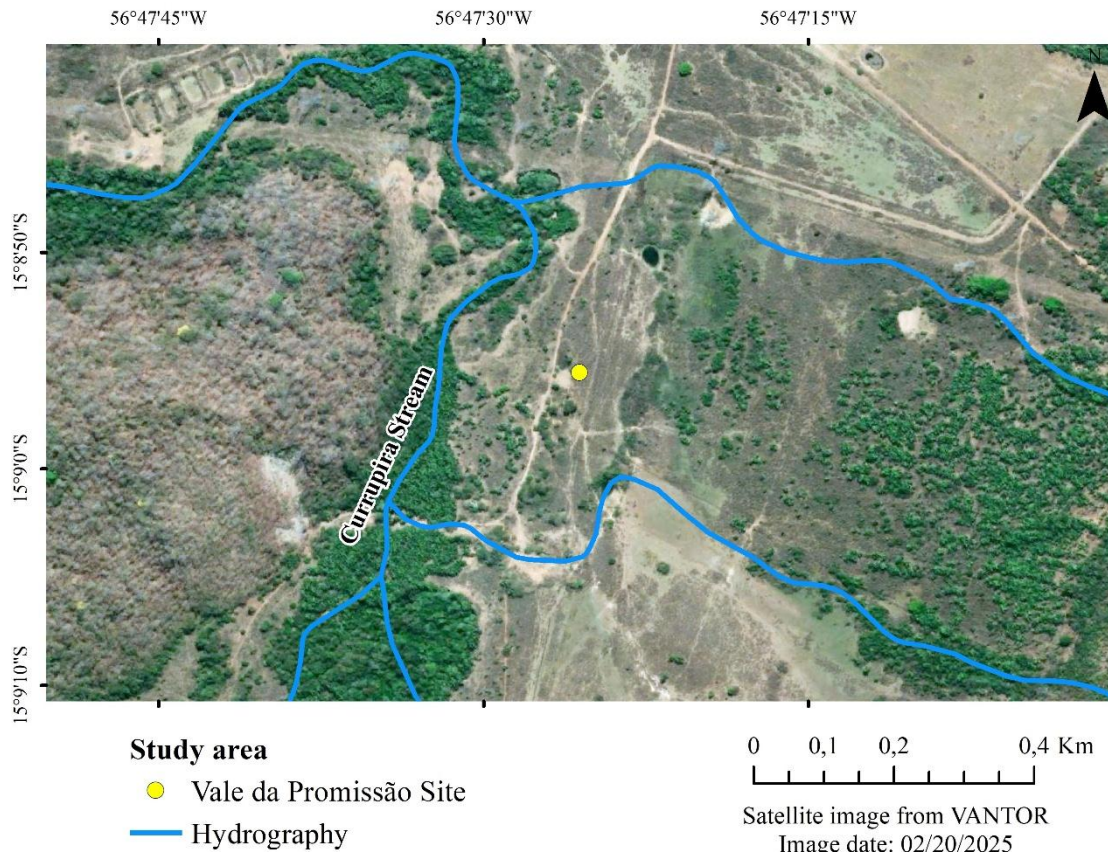 56°47'45"W 56°47'30"W 56°47'15"W
N
15°8'50"S
Currupira Stream
15°9'0"S
15°9'10"S
Study area
Vale da Promissão Site
Hydrography
0 0,1 0,2 0,4 Km
Satellite image from VANTOR
Image date: 02/20/2025